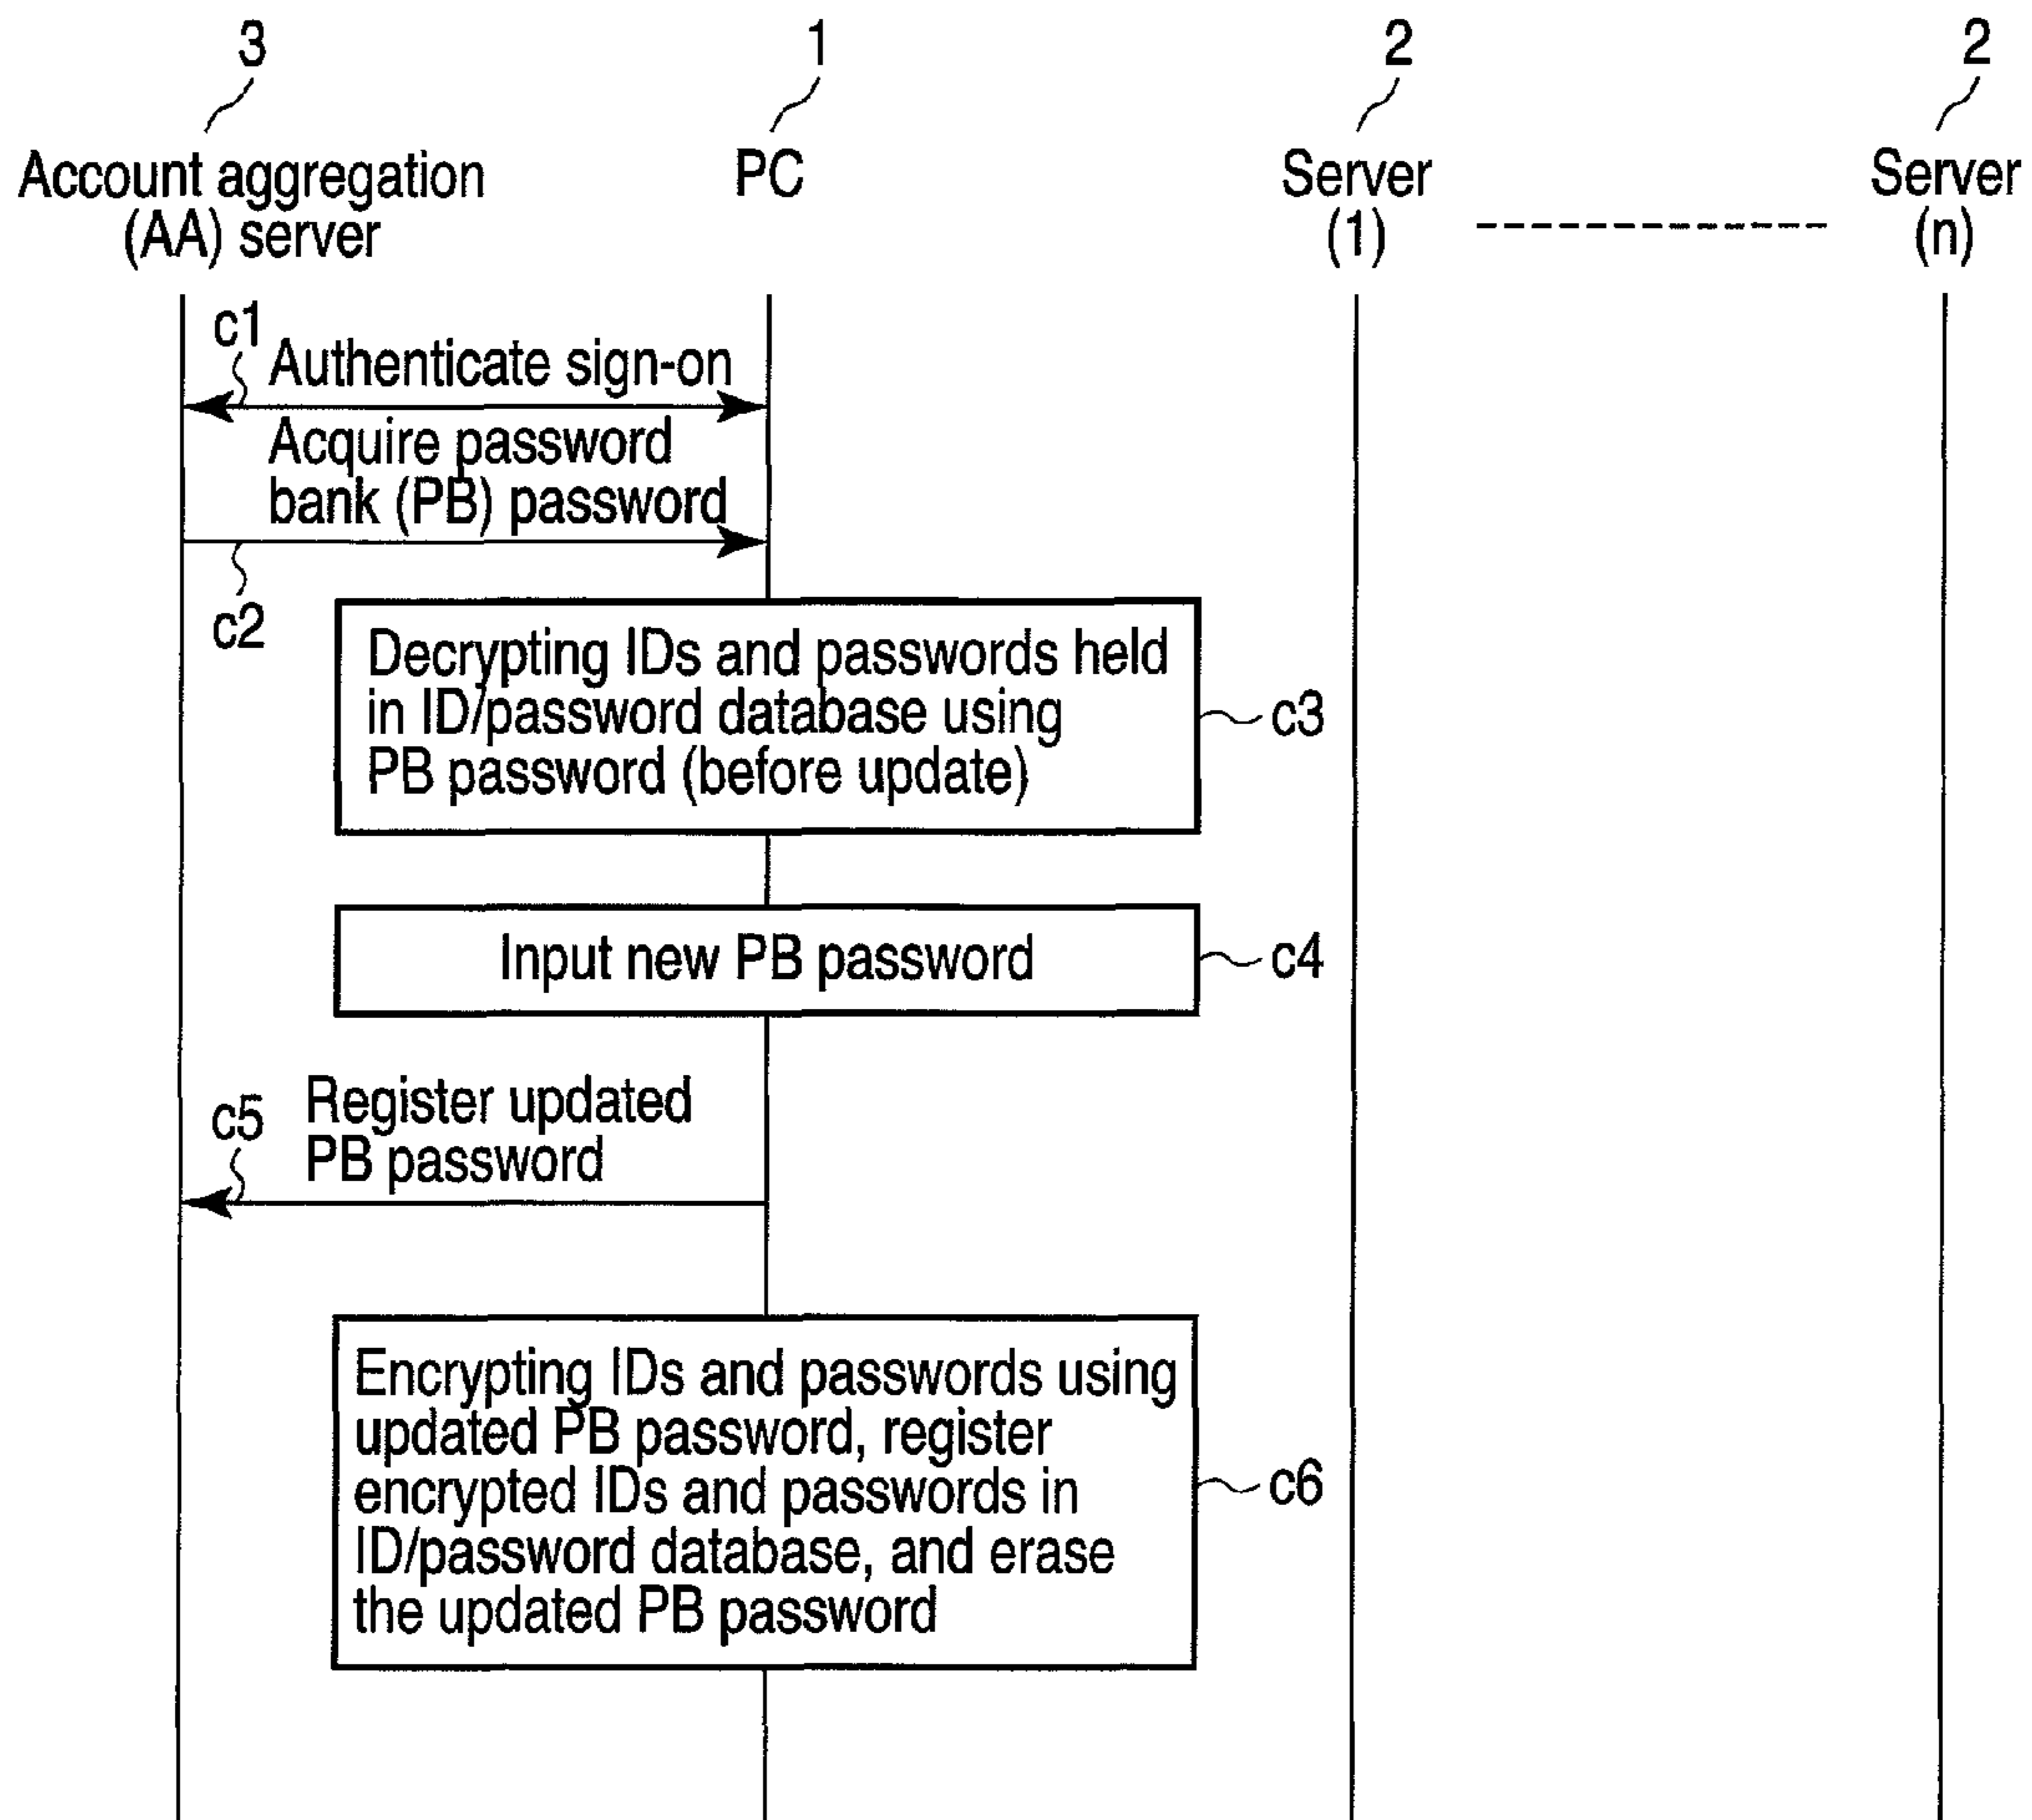 3
1
2
2
Account aggregation
(AA) server
PC
Server
(1)
Server
(n)
c1
Authenticate sign-on
Acquire password
bank (PB) password
c2
Decrypting IDs and passwords held
in ID/password database using
PB password (before update)
c3
Input new PB password
c4
c5
Register updated
PB password
Encrypting IDs and passwords using
updated PB password, register
encrypted IDs and passwords in
ID/password database, and erase
the updated PB password
c6